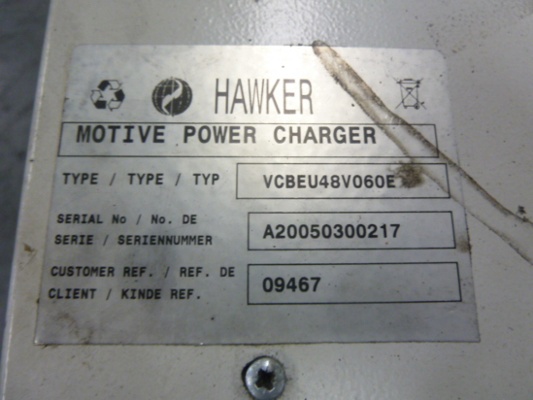 HAWKER
MOTIVE POWER CHARGER
TYPE / TYPE / TYP VCBEU48V060E
SERIAL No / No. DE
SERIE / SERIENNUMMER A20050300217
CUSTOMER REF. / REF. DE
CLIENT / KINDE REF. 09467